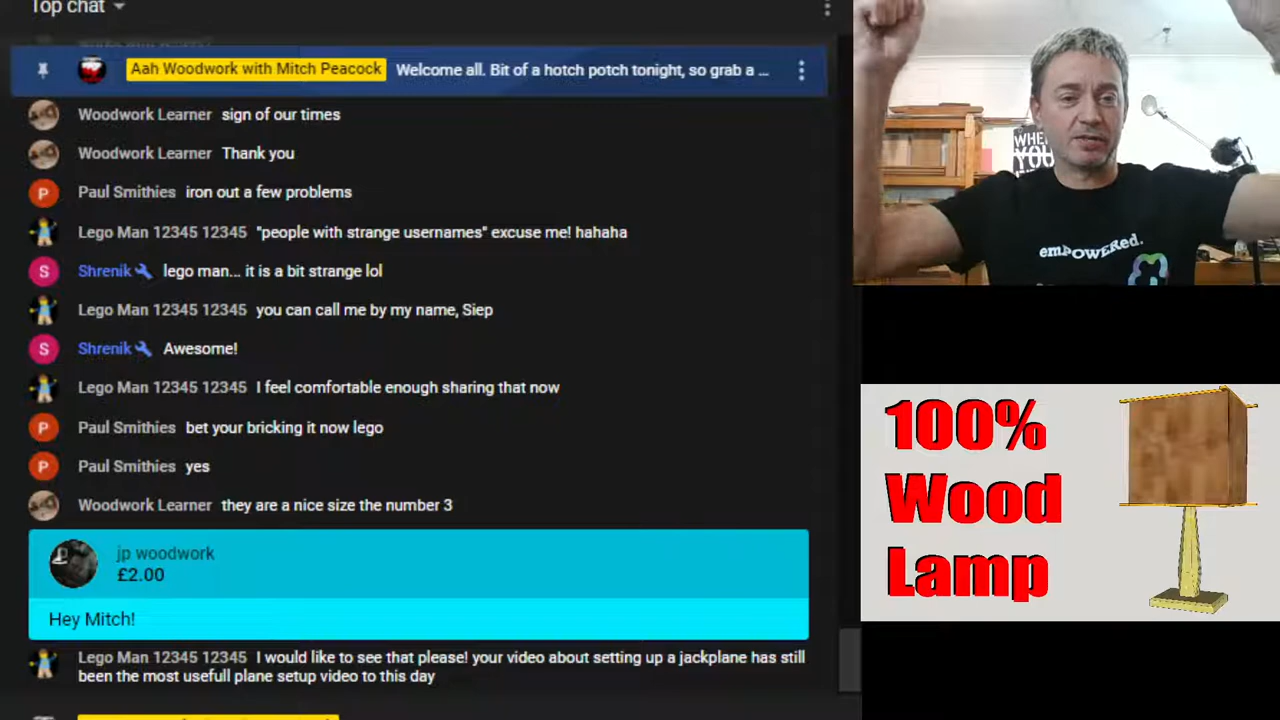 Top chat
Aah Woodwork with Mitch Peacock Welcome all. Bit of a hotch potch tonight, so grab a ...
Woodwork Learner sign of our times
Woodwork Learner Thank you
P Paul Smithies iron out a few problems
Lego Man 12345 12345 "people with strange usernames" excuse me! hahaha
S Shrenik lego man... it is a bit strange lol
Lego Man 12345 12345 you can call me by my name, Siep
S Shrenik Awesome!
Lego Man 12345 12345 I feel comfortable enough sharing that now
P Paul Smithies bet your bricking it now lego
P Paul Smithies yes
Woodwork Learner they are a nice size the number 3
jp woodwork
£2.00
Hey Mitch!
Lego Man 12345 12345 I would like to see that please! your video about setting up a jackplane has still
been the most usefull plane setup video to this day
YOU
emPOWERed.
100%
Wood
Lamp